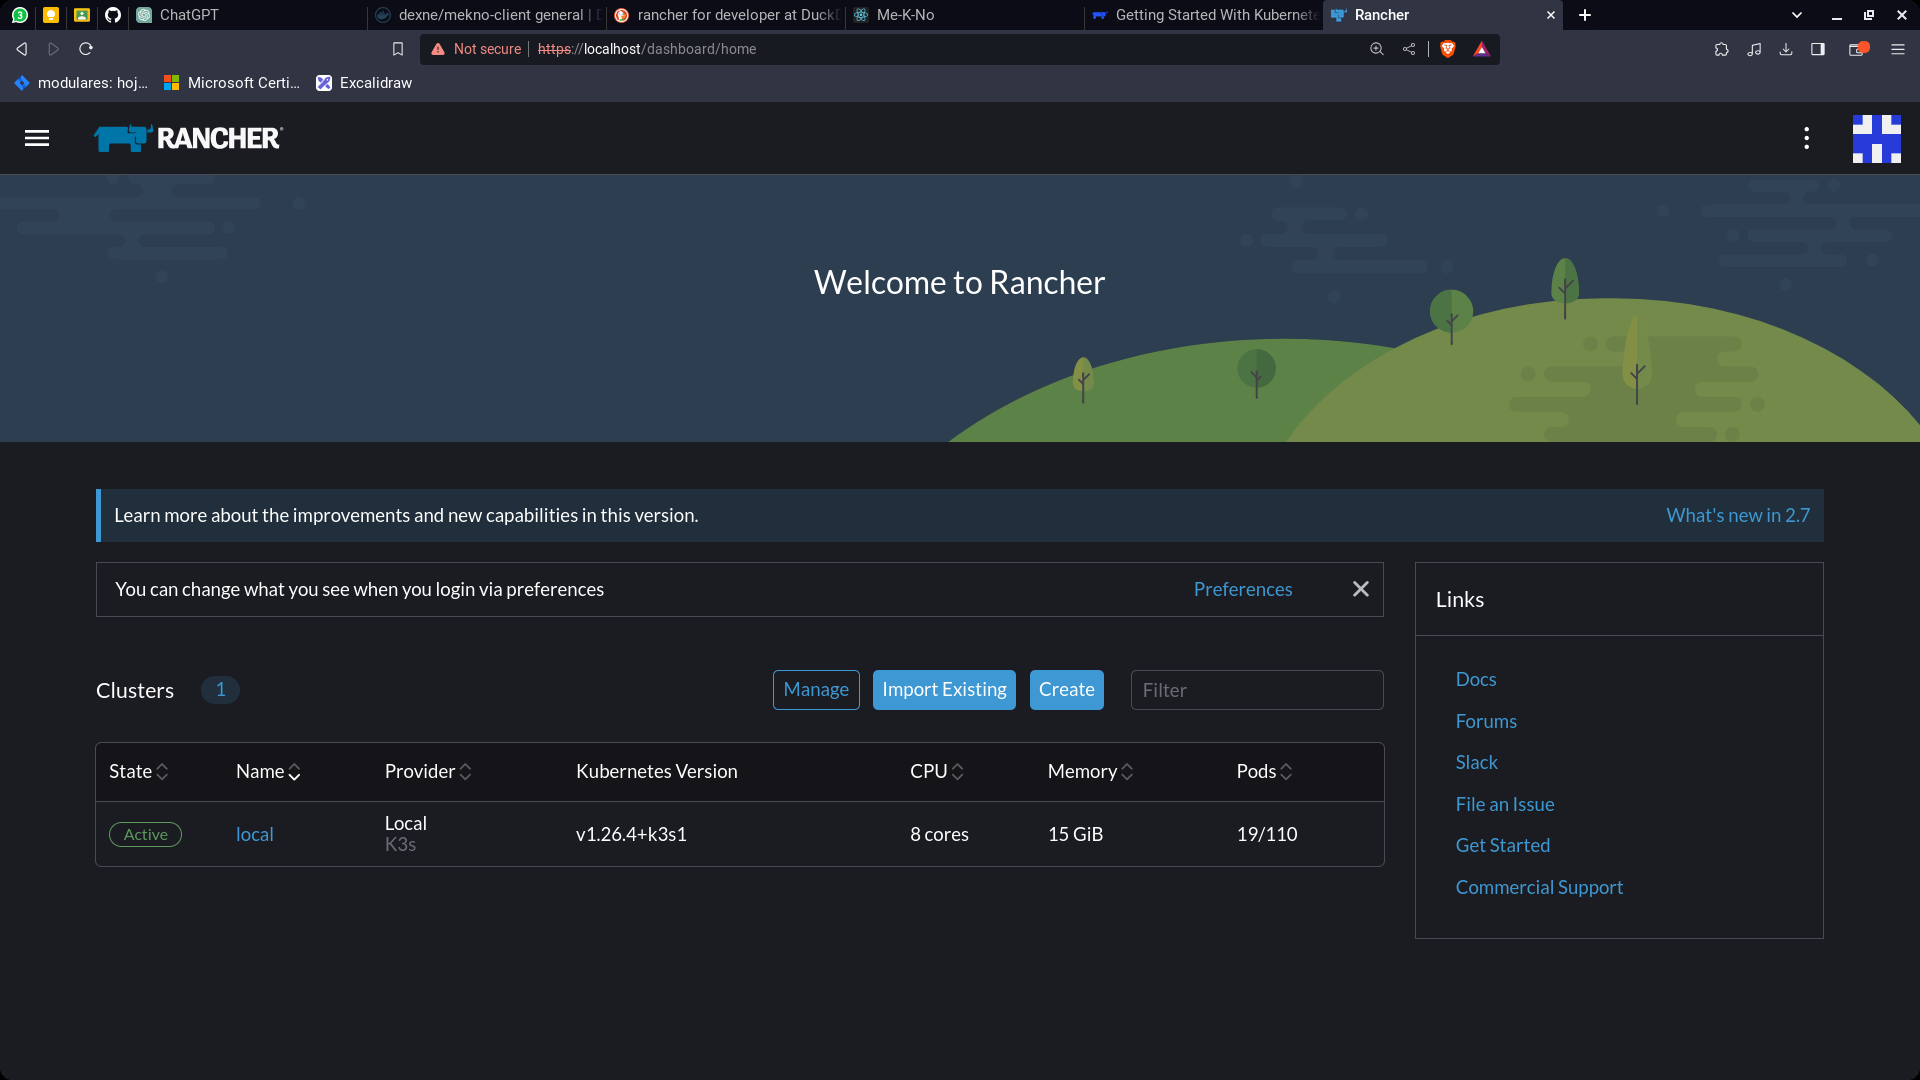 3
ChatGPT
dexne/mekno-client general |
rancher for developer at Duck
Me-K-No
Getting Started With Kubernete
Rancher
Not secure
https://localhost/dashboard/home
modulares: hoj...
Microsoft Certi...
Excalidraw
RANCHER
Welcome to Rancher
Learn more about the improvements and new capabilities in this version.
What's new in 2.7
You can change what you see when you login via preferences
Preferences
Links
Docs
Forums
Slack
File an Issue
Get Started
Commercial Support
Clusters 1
Manage
Import Existing
Create
Filter
State Name Provider Kubernetes Version CPU Memory Pods
Active local Local v1.26.4+k3s1 8 cores 15 GiB 19/110
K3s